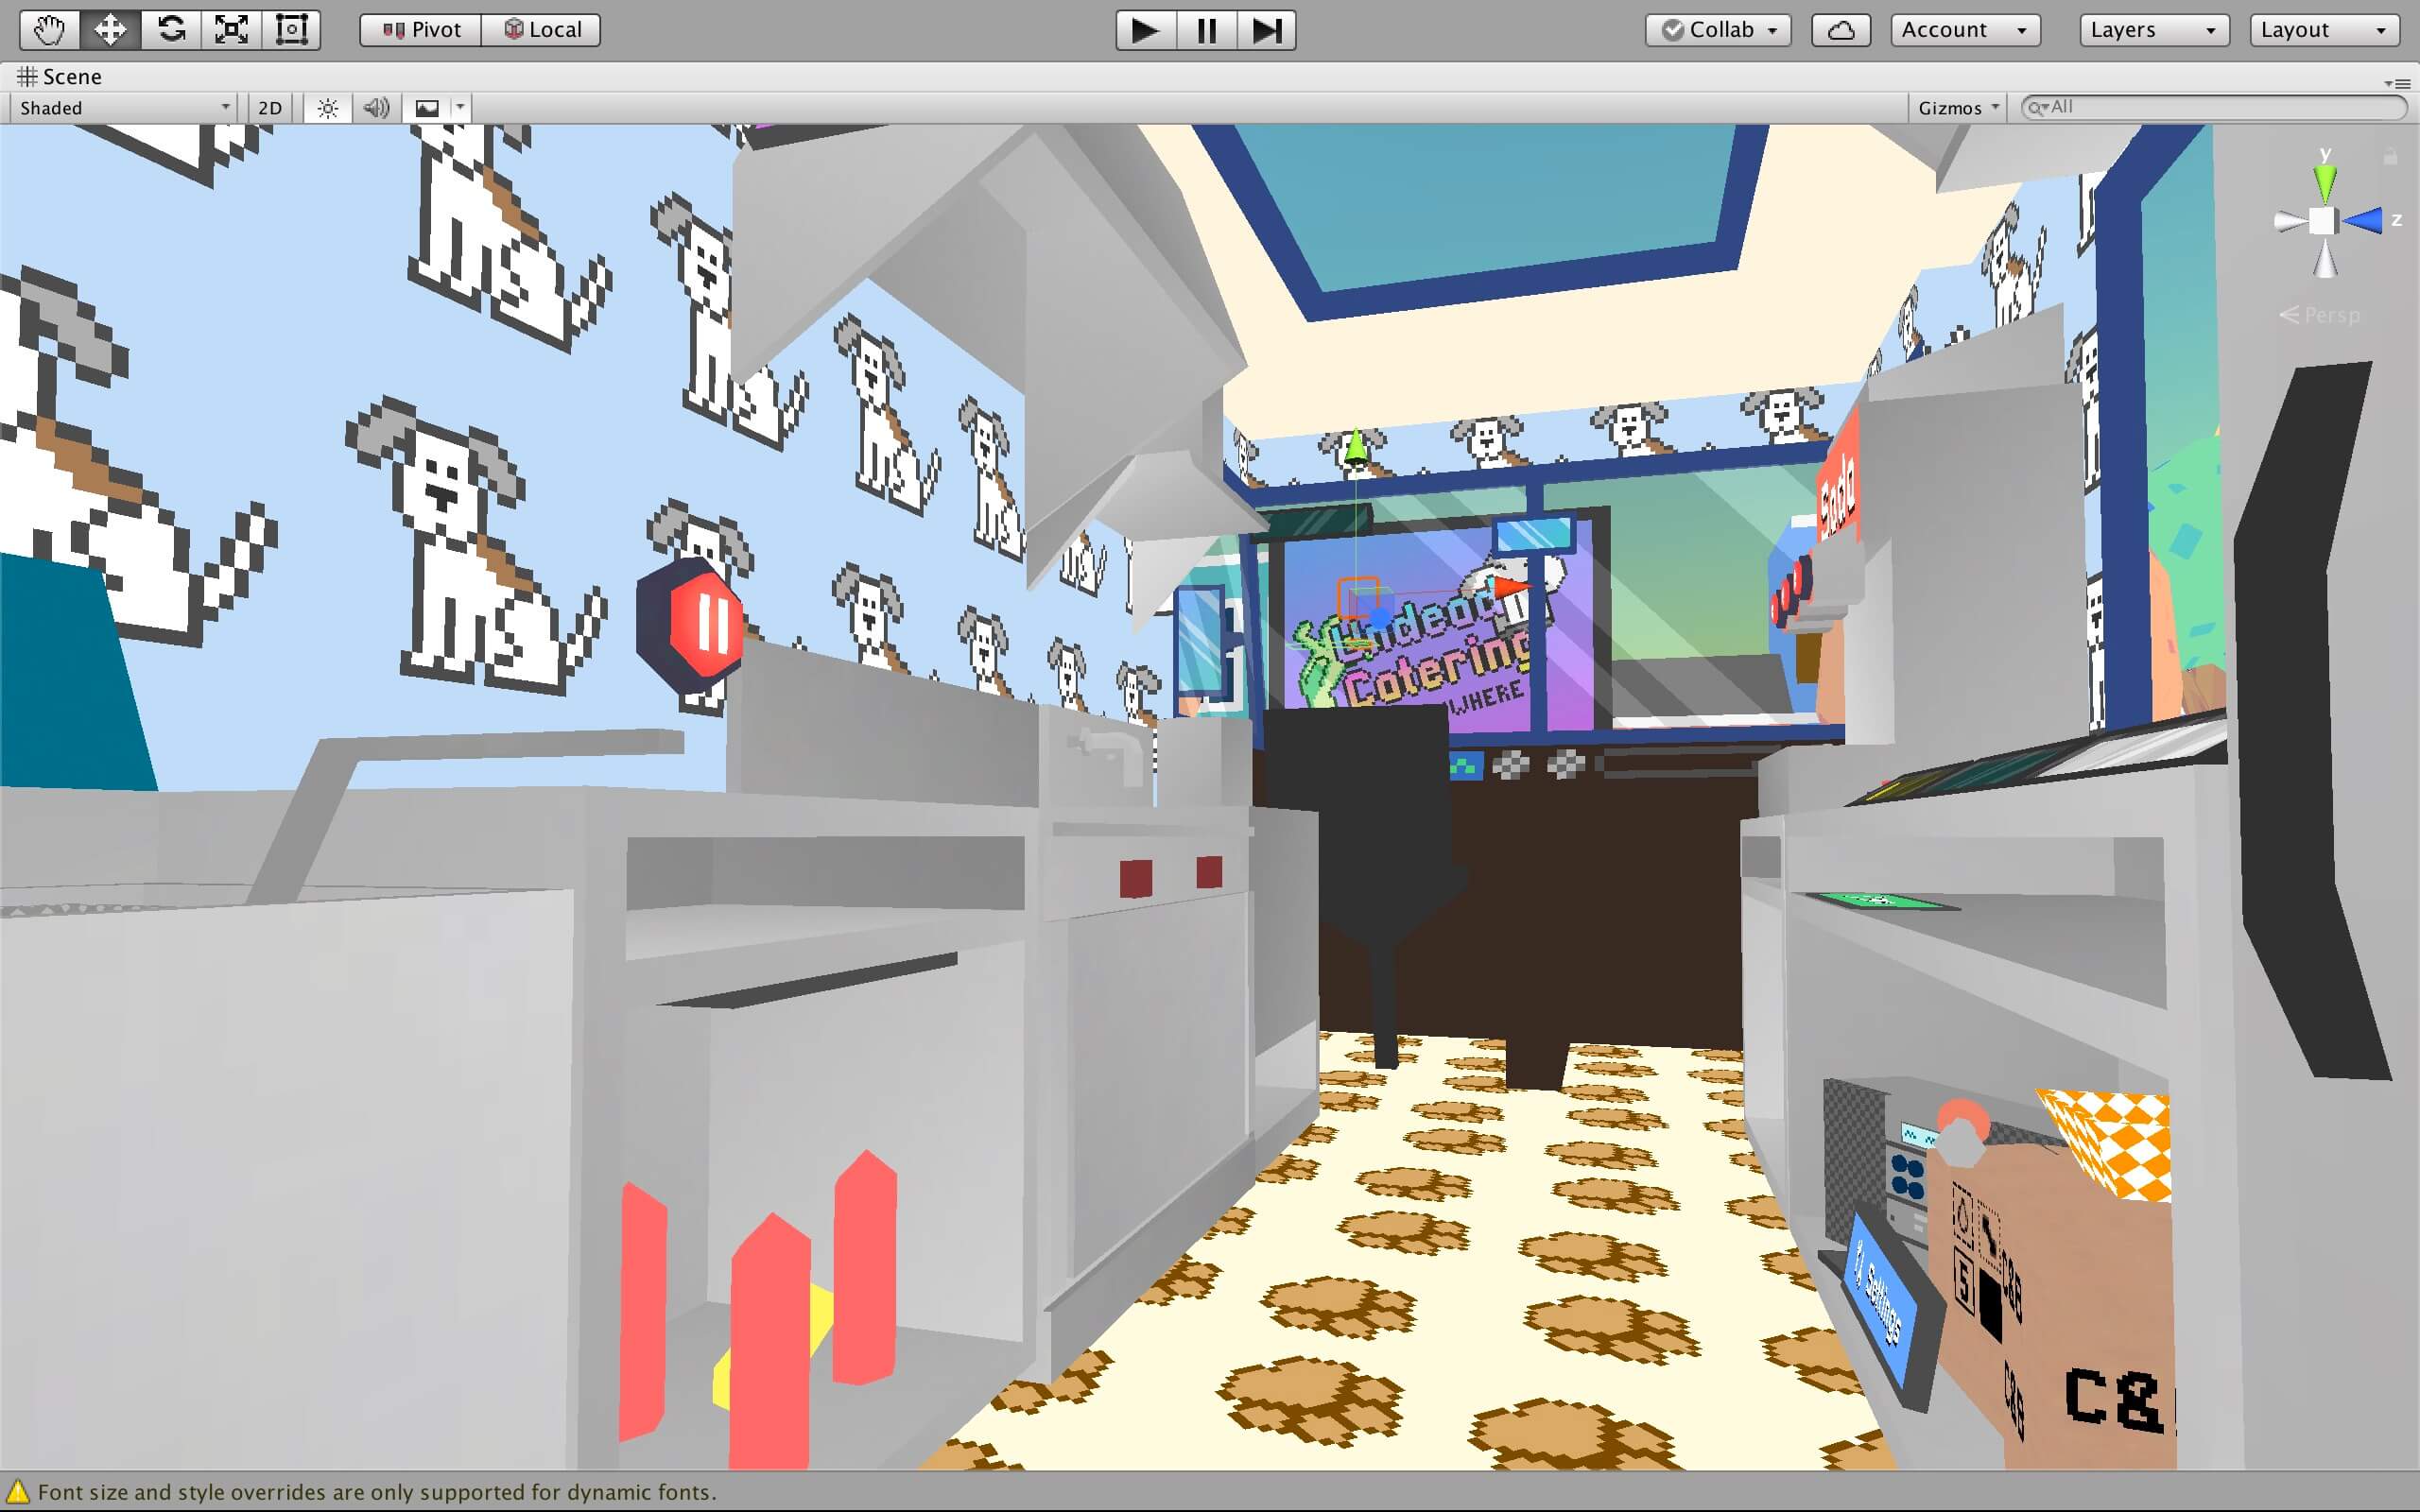 Pivot
Local
Collab
Account
Layers
Layout
Scene
Shaded
2D
Gizmos
All
y
z
Persp
Soda
Catering
Settings
5
C&B
C&B
C&
Font size and style overrides are only supported for dynamic fonts.